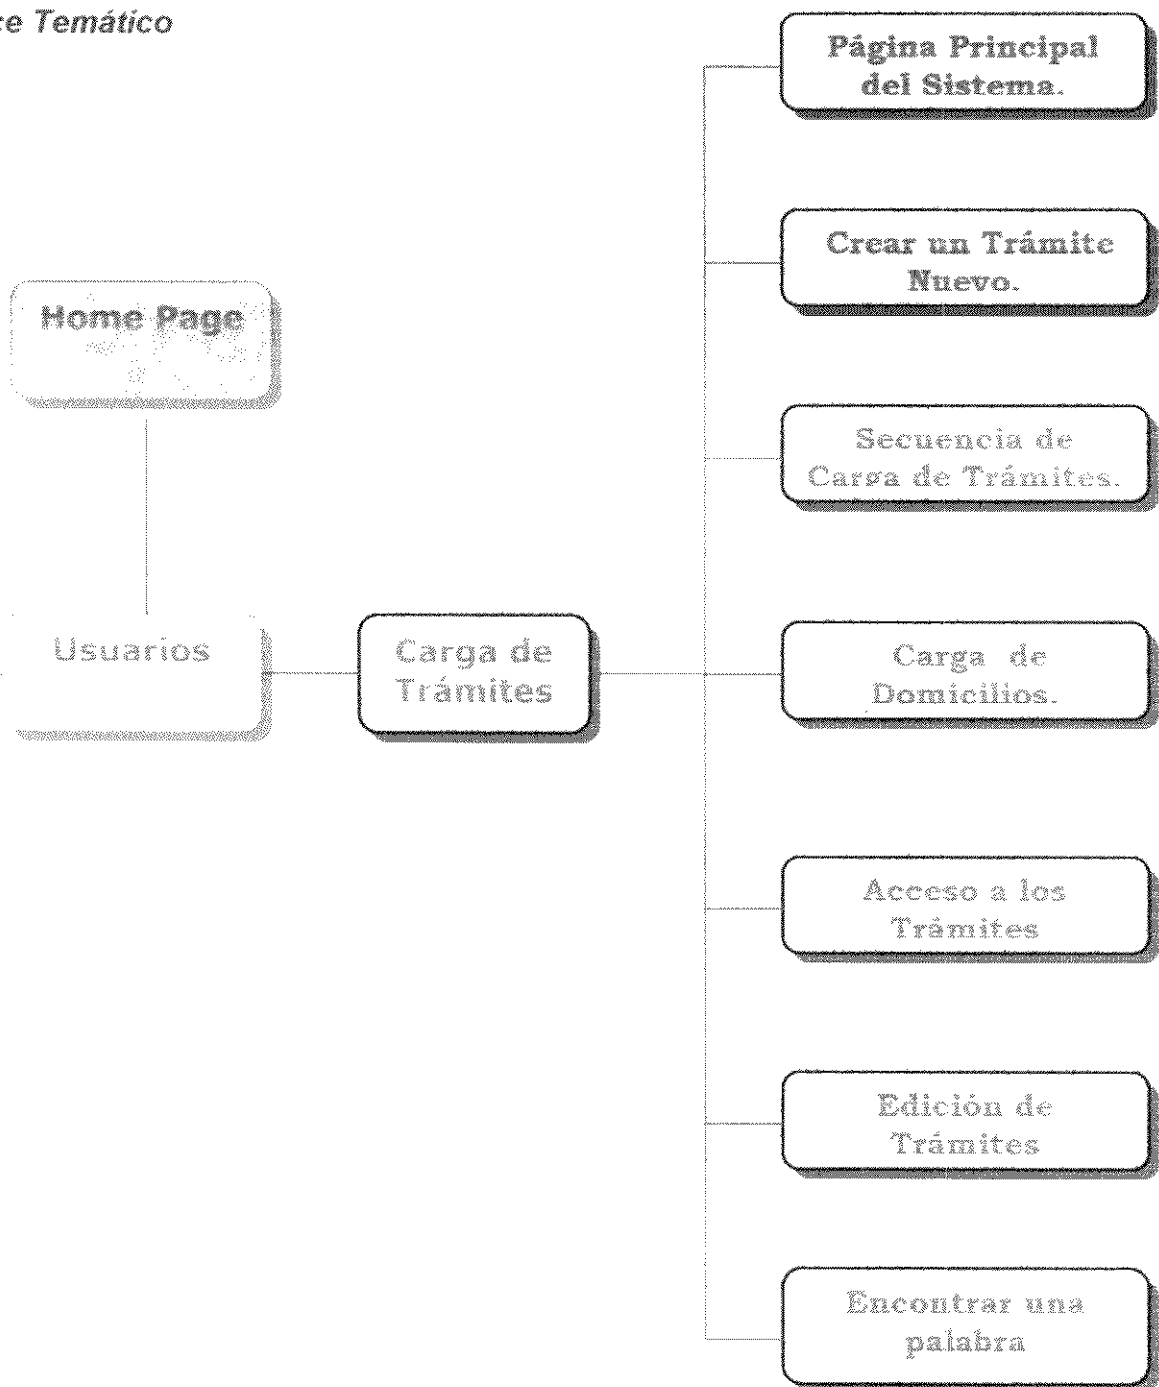 ce Temático
Página Principal
del Sistema.
Crear un Trámite
Nuevo.
Home Page
Secuencia de
Carga de Trámites.
Usuarios
Carga de
Trámites
Carga de
Domicilios.
Acceso a los
Trámites
Edición de
Trámites
Encontrar una
palabra